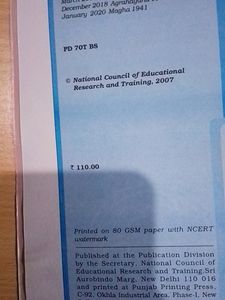 December 2018 Agrahayana
January 2020 Magha 1941
PD 70T BS
© National Council of Educational
Research and Training, 2007
₹ 110.00
Printed on 80 GSM paper with NCERT
watermark
Published at the Publication Division
by the Secretary, National Council of
Educational Research and Training, Sri
Aurobindo Marg, New Delhi 110 016
and printed at Punjab Printing Press,
C-92, Okhla Industrial Area, Phase-I, New